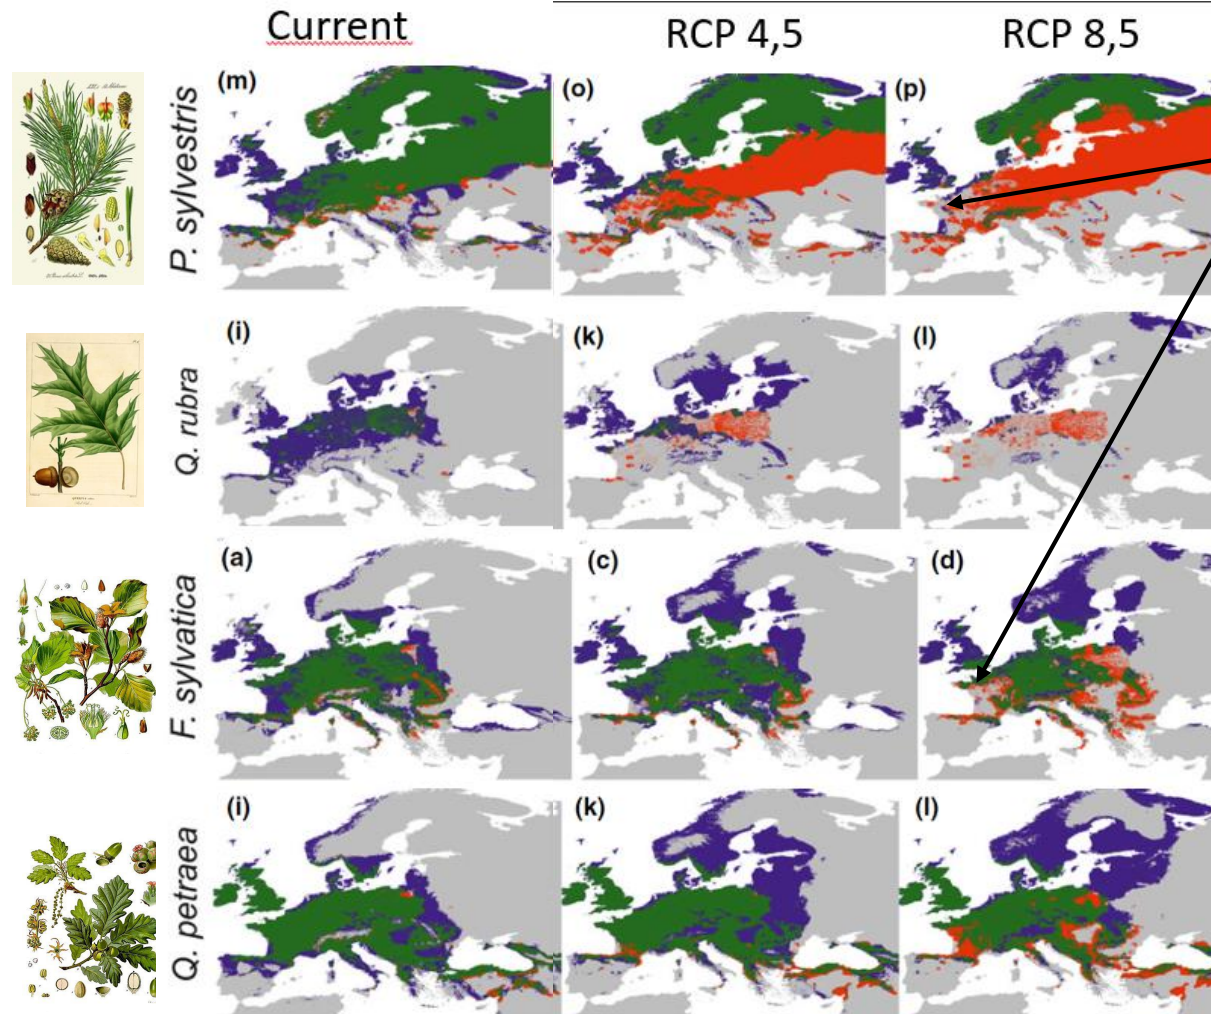 Current
RCP 4,5
RCP 8,5
P. sylvestris
(m)
(o)
(p)
Q. rubra
(i)
(k)
(l)
F. sylvatica
(a)
(c)
(d)
Q. petraea
(i)
(k)
(l)